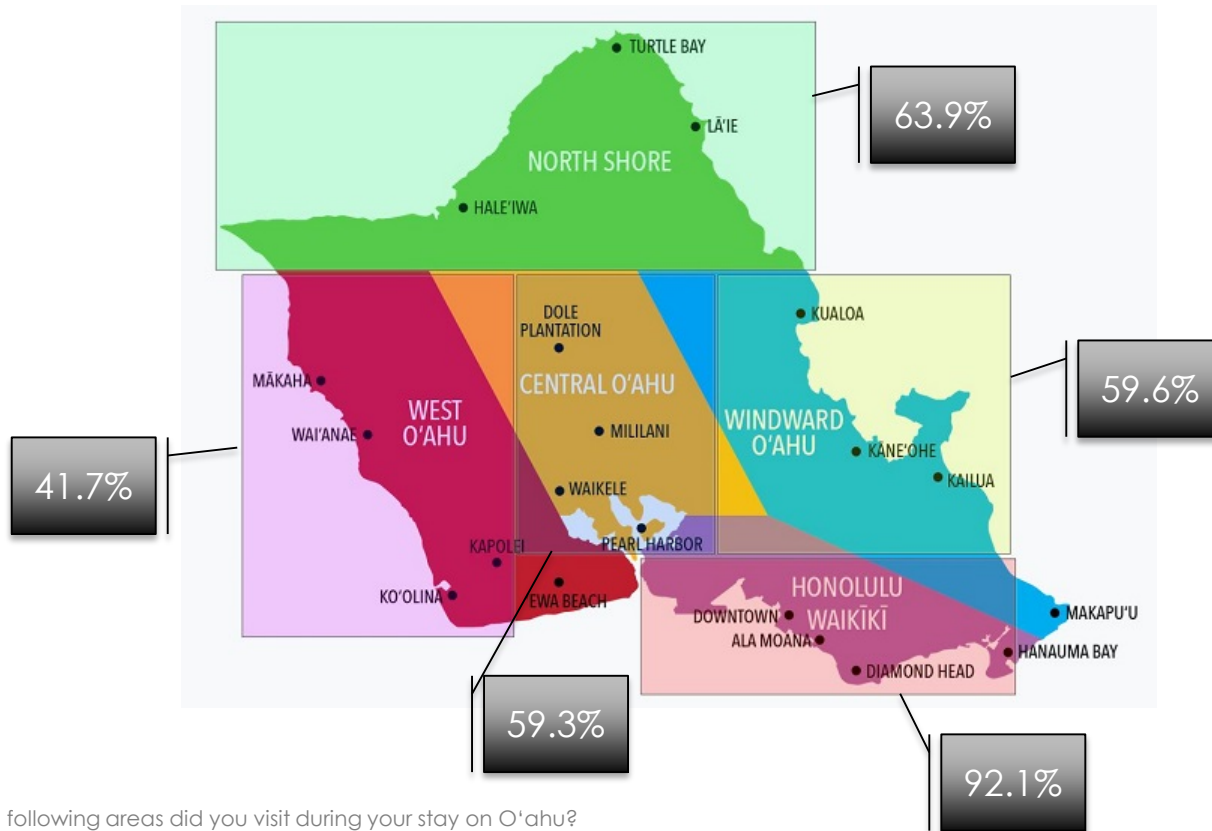 TURTLE BAY
63.9%
LĀ'IE
NORTH SHORE
HALE'IWA
KUALOA
DOLE
PLANTATION
59.6%
MĀKAHA
CENTRAL O'AHU
WEST
O'AHU
WINDWARD
O'AHU
WAI'ANAE
MILILANI
KĀNE'OHE
41.7%
KAILUA
WAIKELE
PEARL HARBOR
KAPOLEI
EWA BEACH
KO'OLINA
HONOLULU
WAIKĪKĪ
DOWNTOWN
MAKAPU'U
ALA MOANA
HANAUMA BAY
DIAMOND HEAD
59.3%
92.1%
following areas did you visit during your stay on O‘ahu?